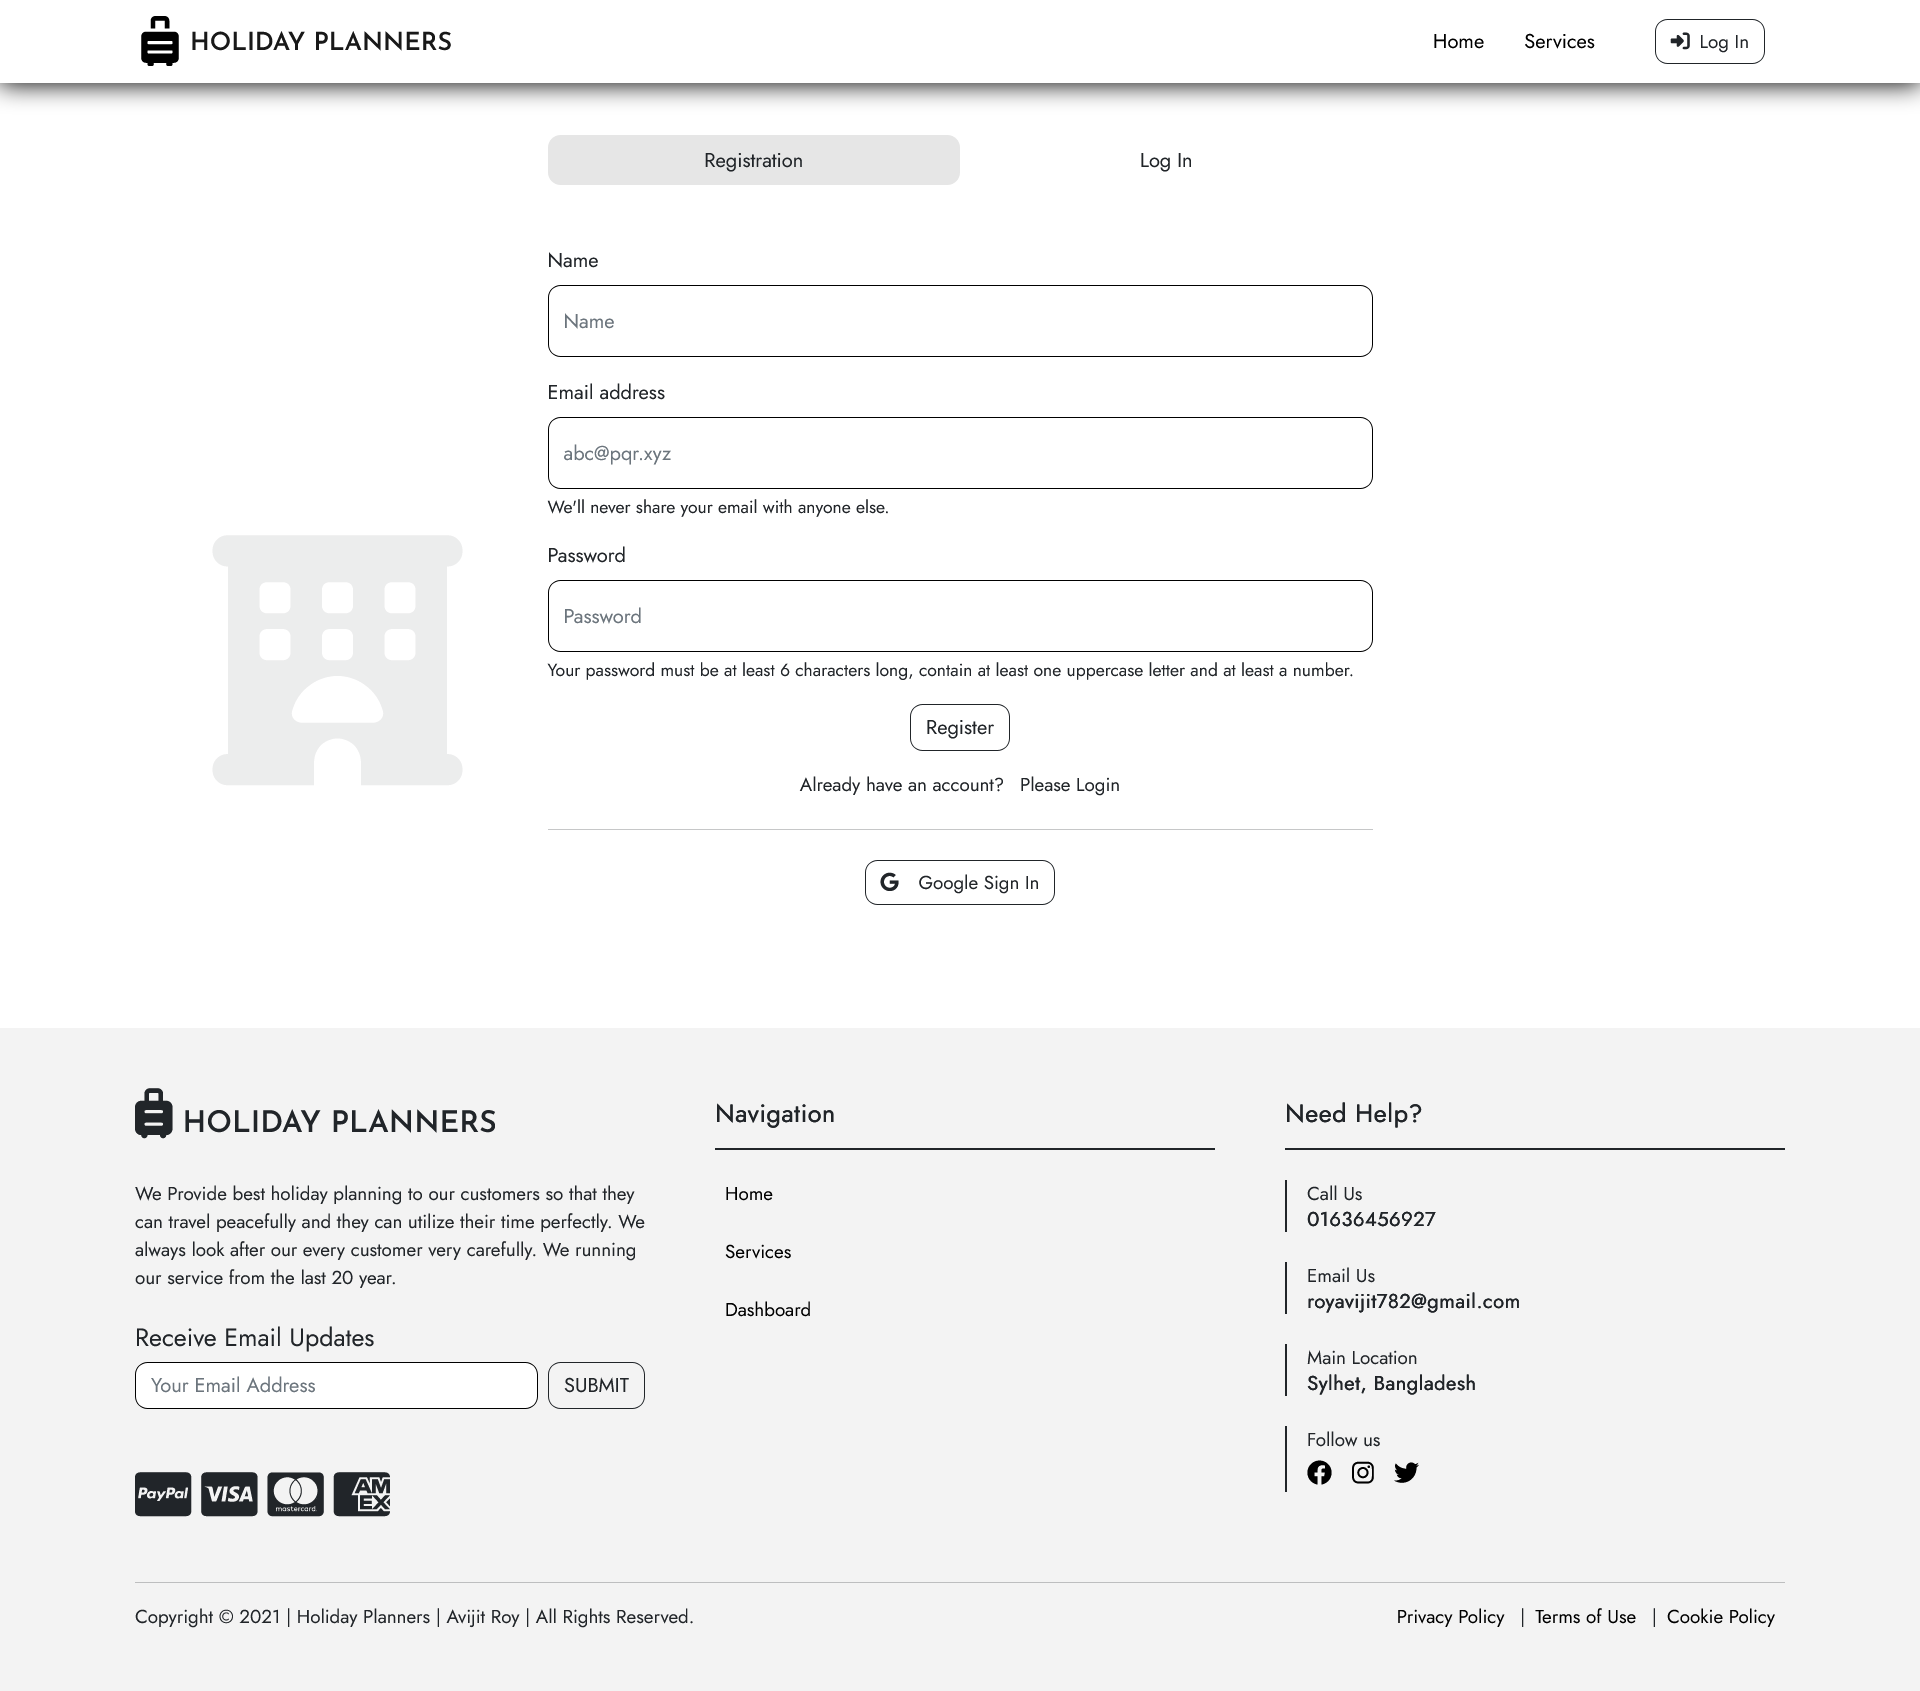 HOLIDAY PLANNERS
Home
Services
Log In
Registration
Log In
Name
Name
Email address
abc@pqr.xyz
We'll never share your email with anyone else.
Password
Password
Your password must be at least 6 characters long, contain at least one uppercase letter and at least a number.
Register
Already have an account? Please Login
Google Sign In
HOLIDAY PLANNERS
We Provide best holiday planning to our customers so that they
can travel peacefully and they can utilize their time perfectly. We
always look after our every customer very carefully. We running
our service from the last 20 year.
Receive Email Updates
Your Email Address
SUBMIT
PayPal
VISA
mastercard
AM
EX
Navigation
Home
Services
Dashboard
Need Help?
Call Us
01636456927
Email Us
royavijit782@gmail.com
Main Location
Sylhet, Bangladesh
Follow us
Copyright © 2021 | Holiday Planners | Avijit Roy | All Rights Reserved.
Privacy Policy | Terms of Use | Cookie Policy